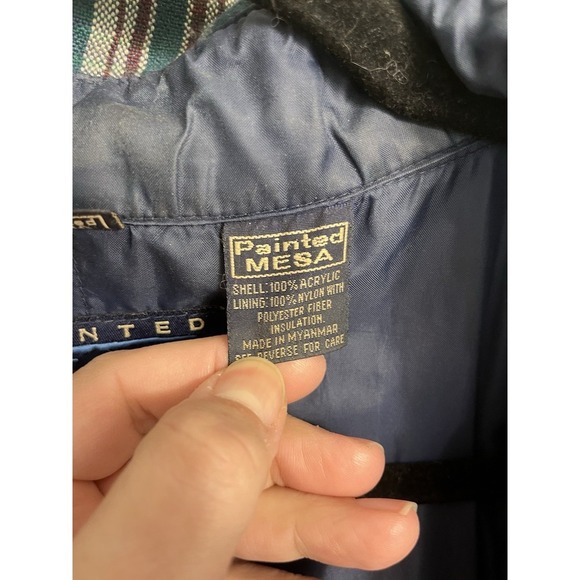 Painted
MESA
SHELL: 100% ACRYLIC
LINING: 100% NYLON WITH
POLYESTER FIBER
INSULATION.
MADE IN MYANMAR
SEE REVERSE FOR CARE
NTED